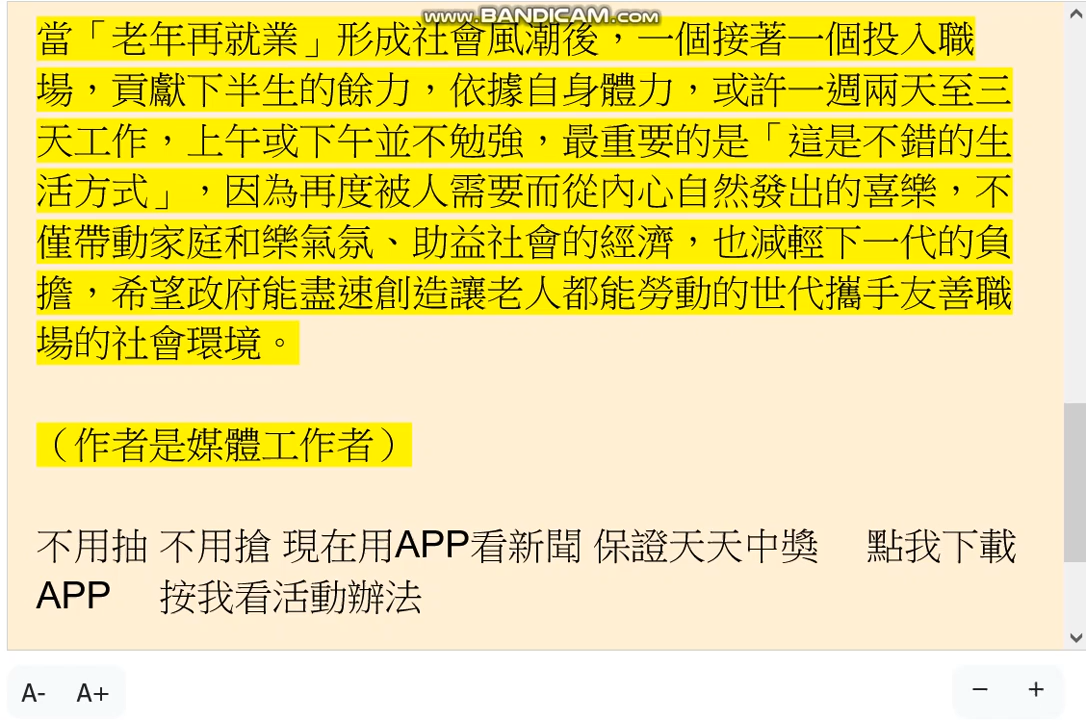 www.BANDICAM.com
當「老年再就業」形成社會風潮後，一個接著一個投入職
場，貢獻下半生的餘力，依據自身體力，或許一週兩天至三
天工作，上午或下午並不勉強，最重要的是「這是不錯的生
活方式」，因為再度被人需要而從內心自然發出的喜樂，不
僅帶動家庭和樂氣氛、助益社會的經濟，也減輕下一代的負
擔，希望政府能盡速創造讓老人都能勞動的世代攜手友善職
場的社會環境。
（作者是媒體工作者）
不用抽 不用搶 現在用APP看新聞 保證天天中獎　點我下載
APP　按我看活動辦法
A- A+ − +